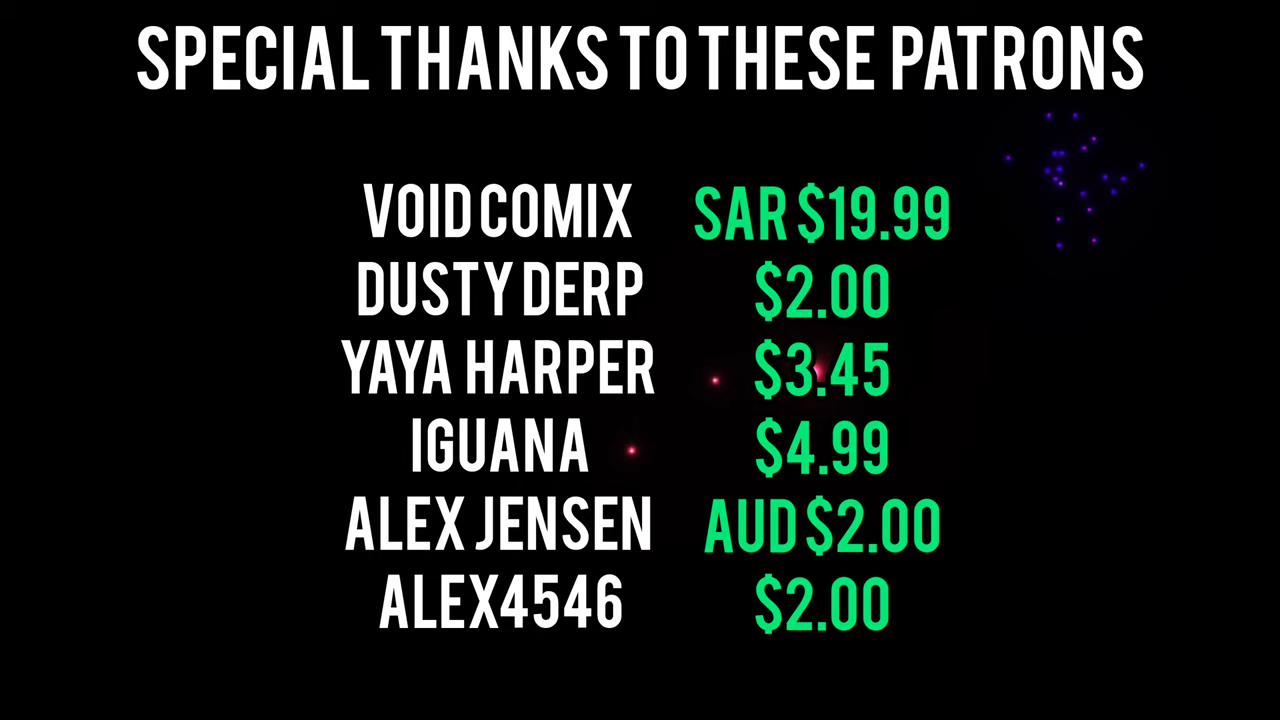 SPECIAL THANKS TO THESE PATRONS
VOID COMIX SAR $19.99
DUSTY DERP $2.00
YAYA HARPER $3.45
IGUANA $4.99
ALEX JENSEN AUD $2.00
ALEX4546 $2.00